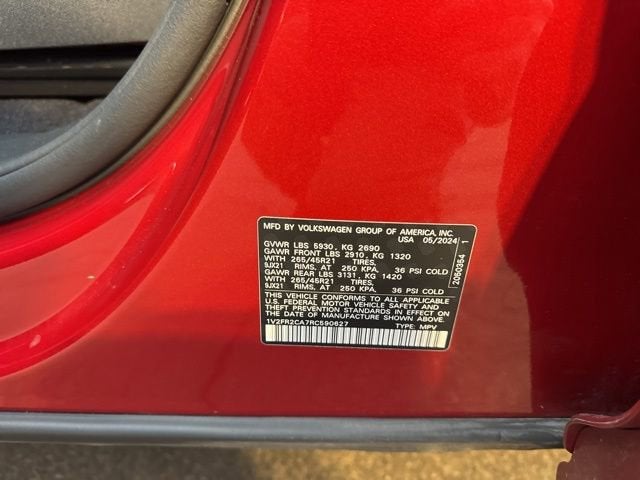 MFD BY VOLKSWAGEN GROUP OF AMERICA, INC.
USA 05/2024
GVWR LBS 5930, KG 2690
GAWR FRONT LBS 2910, KG 1320
WITH 265/45R21 TIRES,
9JX21 RIMS, AT 250 KPA, 36 PSI COLD
GAWR REAR LBS 3131, KG 1420
WITH 265/45R21 TIRES,
9JX21 RIMS, AT 250 KPA, 36 PSI COLD
THIS VEHICLE CONFORMS TO ALL APPLICABLE
U.S. FEDERAL MOTOR VEHICLE SAFETY AND
THEFT PREVENTION STANDARDS IN EFFECT ON
THE DATE OF MANUFACTURE SHOWN ABOVE.
1V2FR2CA7RC590627 TYPE: MPV
2060364 1